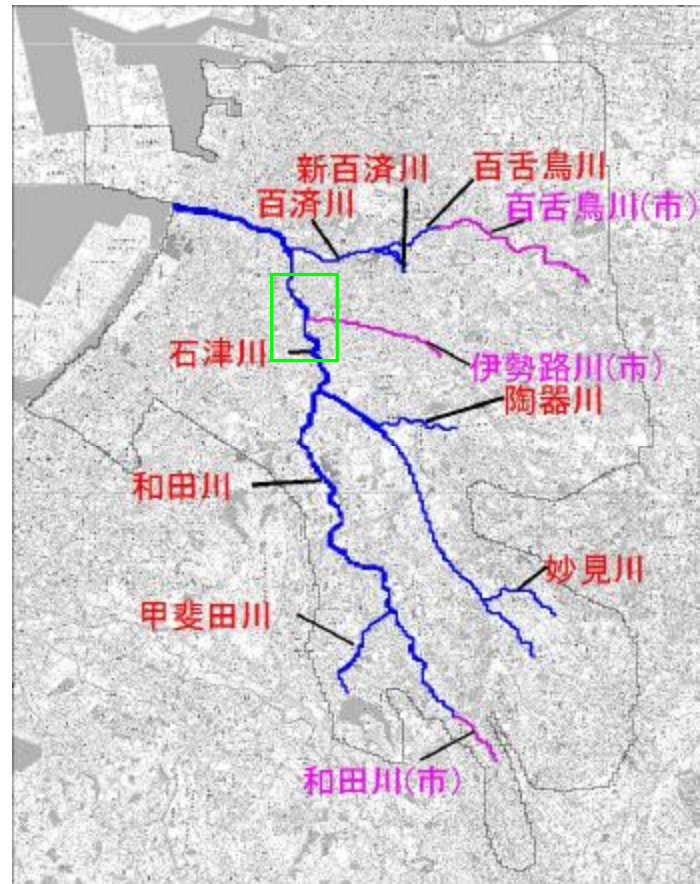 新百済川
百舌鳥川
百済川
百舌鳥川(市)
石津川
伊勢路川(市)
陶器川
和田川
妙見川
甲斐田川
和田川(市)